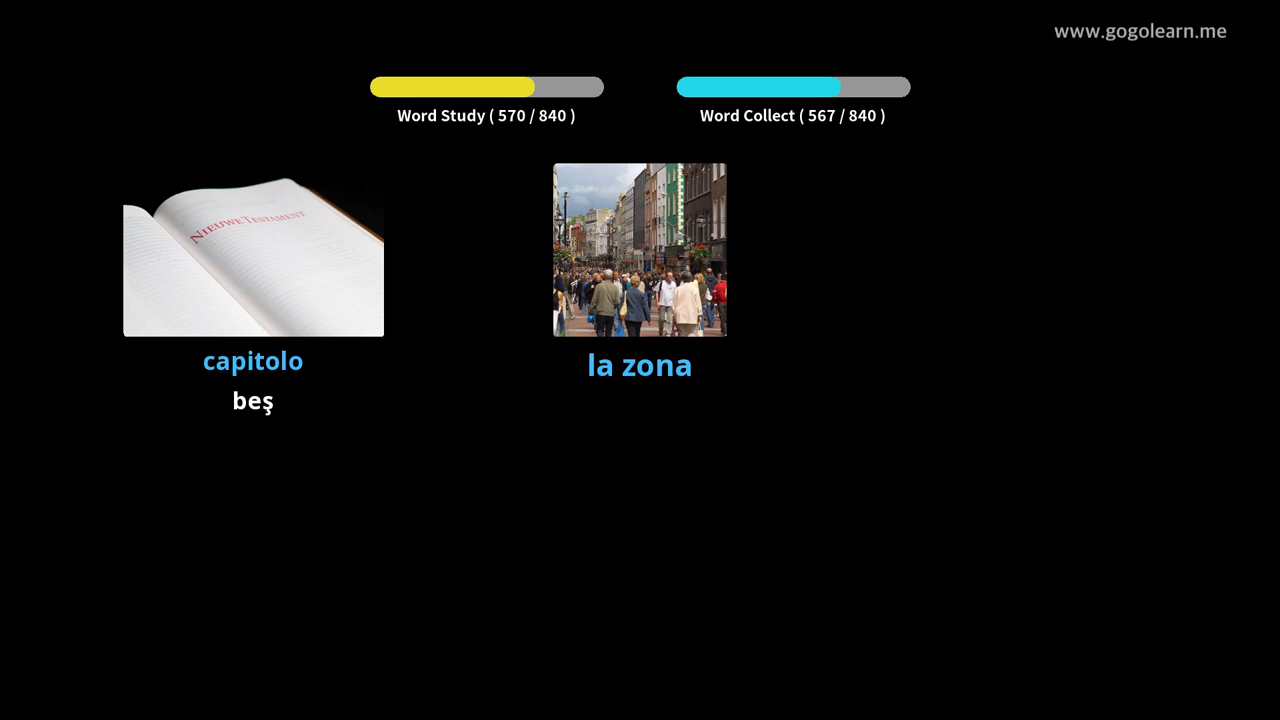 www.gogolearn.me
Word Study ( 570 / 840 )
Word Collect ( 567 / 840 )
NIEUWE TESTAMENT
capitolo
beş
la zona